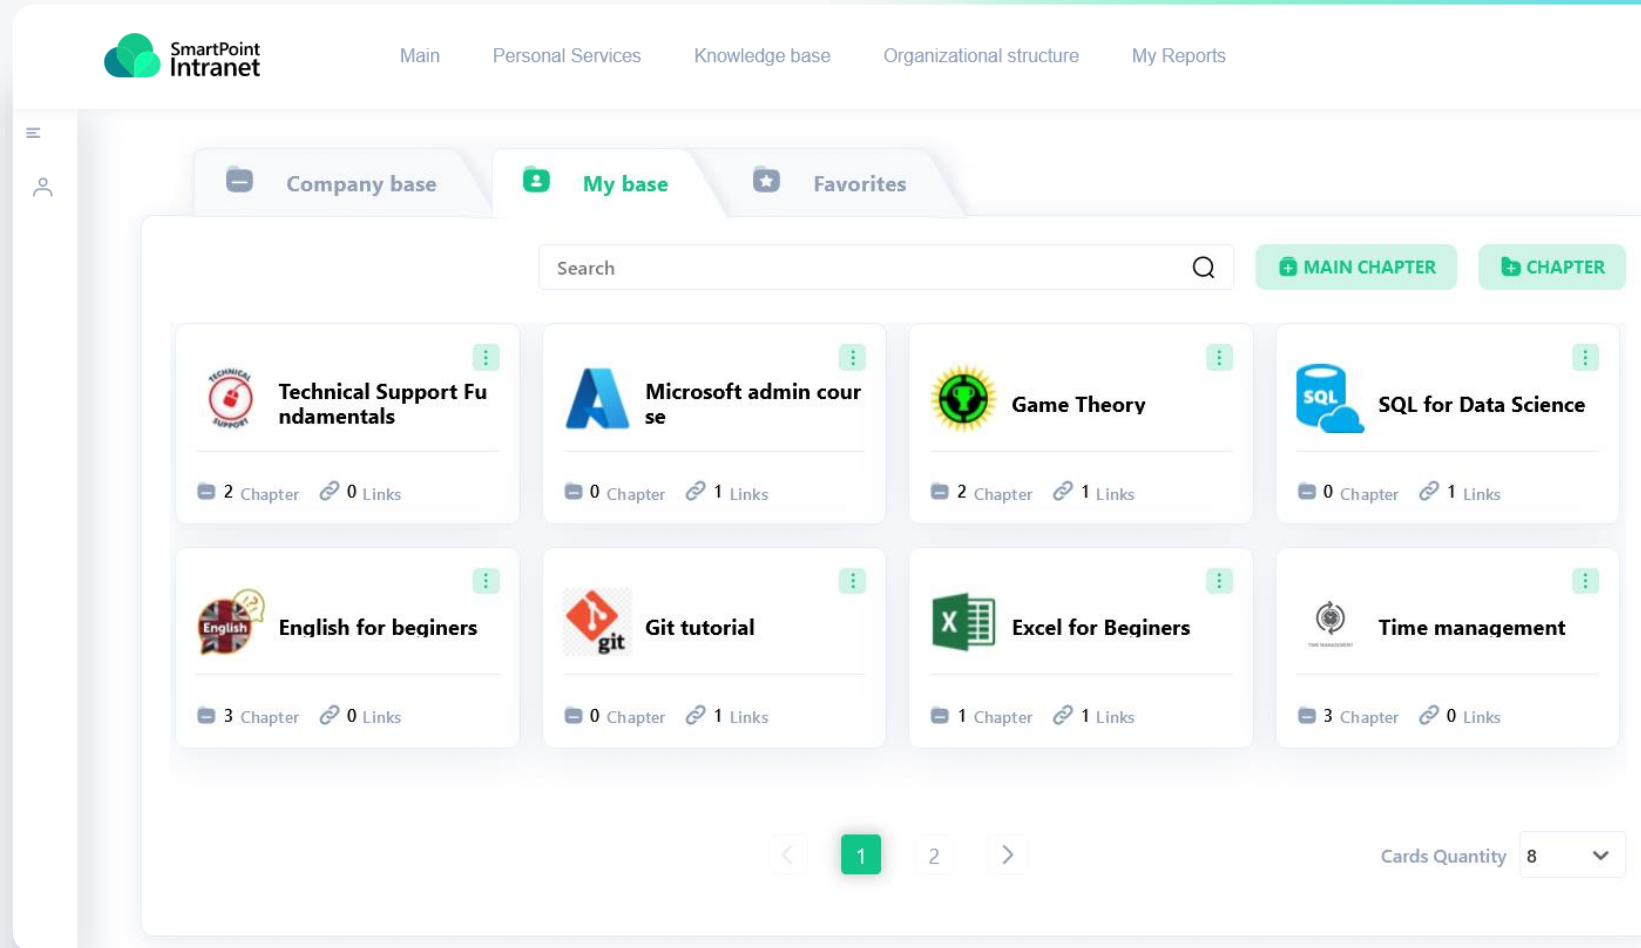 SmartPoint
Intranet
Main
Personal Services
Knowledge base
Organizational structure
My Reports
Company base
My base
Favorites
Search
MAIN CHAPTER
CHAPTER
TECHNICAL
SUPPORT
Technical Support Fu
ndamentals
2 Chapter
0 Links
Microsoft admin cour
se
0 Chapter
1 Links
Game Theory
2 Chapter
1 Links
SQL
SQL for Data Science
0 Chapter
1 Links
English
English for beginers
3 Chapter
0 Links
git
Git tutorial
0 Chapter
1 Links
X
Excel for Beginers
1 Chapter
1 Links
TIME MANAGEMENT
Time management
3 Chapter
0 Links
1
2
Cards Quantity
8